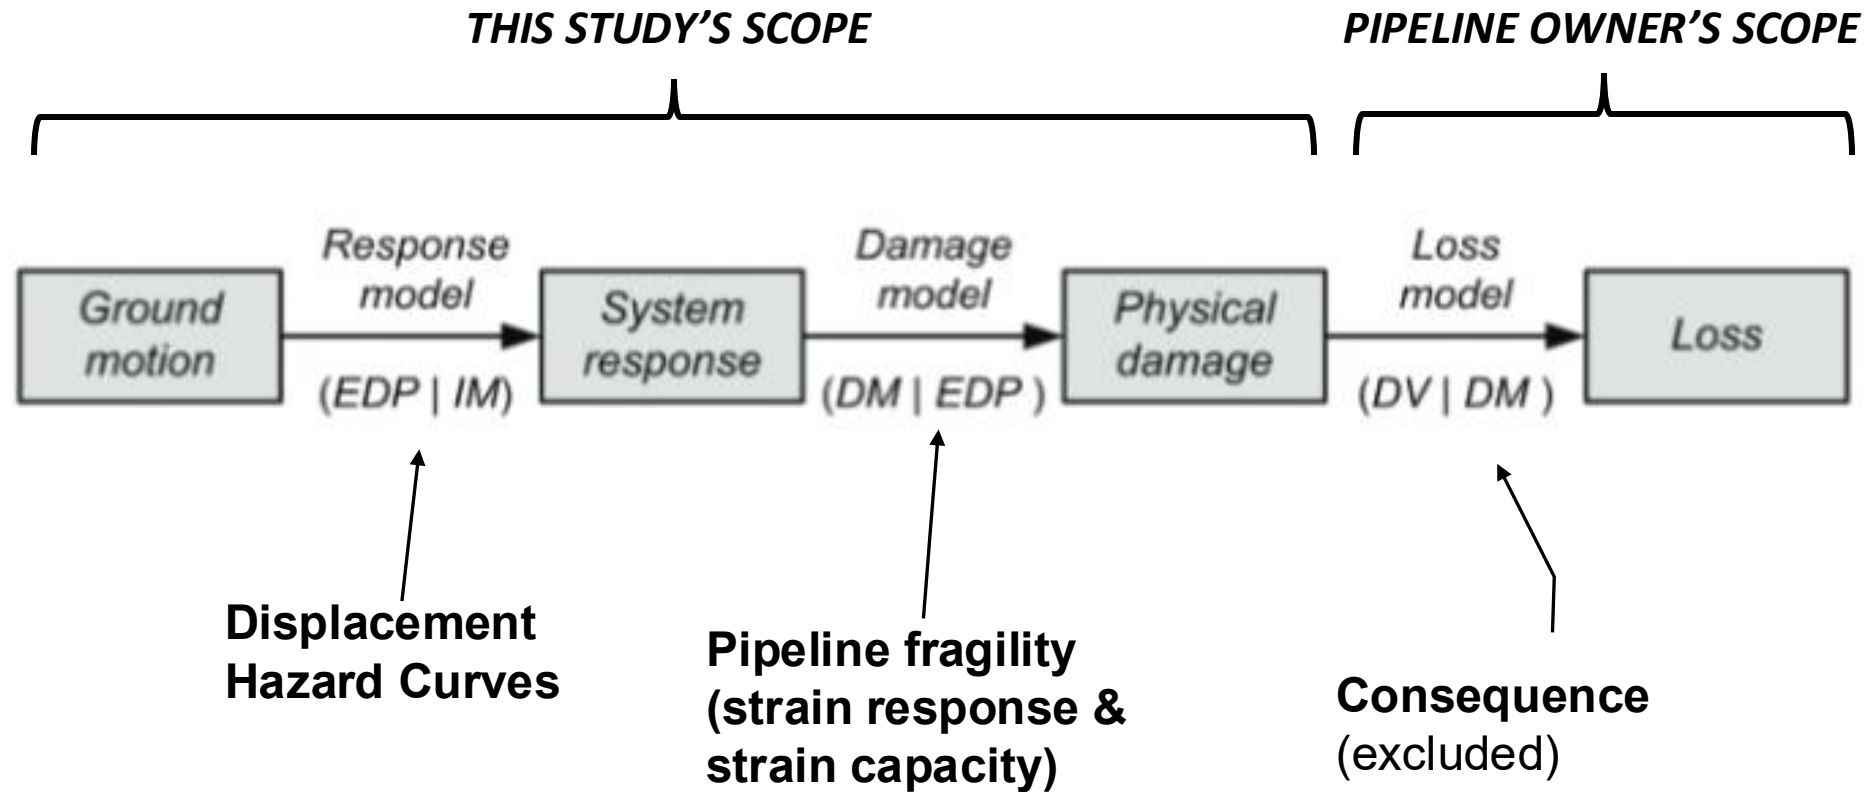 THIS STUDY’S SCOPE
PIPELINE OWNER’S SCOPE
Response
model
Damage
model
Loss
model
Ground
motion
System
response
Physical
damage
Loss
(EDP | IM)
(DM | EDP )
(DV | DM )
Displacement
Hazard Curves
Pipeline fragility
(strain response &
strain capacity)
Consequence
(excluded)